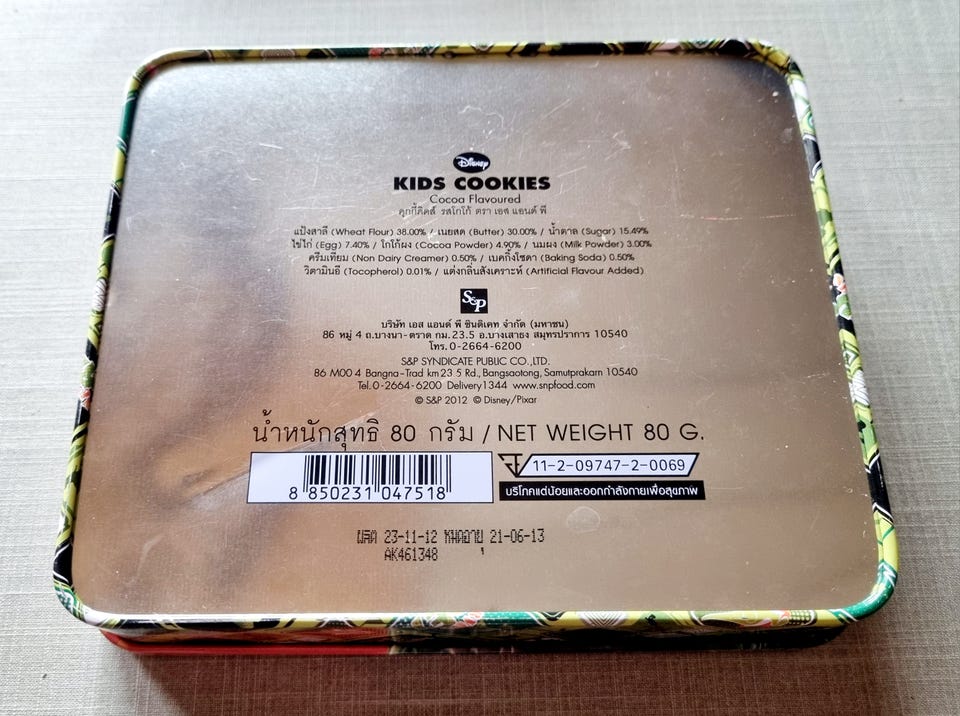 Disney
KIDS COOKIES
Cocoa Flavoured
คุกกี้คิดส์ รสโกโก้ ตรา เอส แอนด์ พี
แป้งสาลี (Wheat Flour) 38.00% / เนยสด (Butter) 30.00% / น้ำตาล (Sugar) 15.49%
ไข่ไก่ (Egg) 7.40% / โกโก้ผง (Cocoa Powder) 4.90% / นมผง (Milk Powder) 3.00%
ครีมเทียม (Non Dairy Creamer) 0.50% / เบคกิ้งโซดา (Baking Soda) 0.50%
วิตามินอี (Tocopherol) 0.01% / แต่งกลิ่นสังเคราะห์ (Artificial Flavour Added)
S&P
บริษัท เอส แอนด์ พี ซินดิเคท จำกัด (มหาชน)
86 หมู่ 4 ถ.บางนา-ตราด กม.23.5 อ.บางเสาธง สมุทรปราการ 10540
โทร. 0-2664-6200
S&P SYNDICATE PUBLIC CO.,LTD.
86 MOO 4 Bangna-Trad km 23.5 Rd., Bangsaotong, Samutprakarn 10540
Tel. 0-2664-6200 Delivery1344 www.snpfood.com
© S&P 2012 © Disney/Pixar
น้ำหนักสุทธิ 80 กรัม / NET WEIGHT 80 G.
8 850231 047518
11-2-09747-2-0069
บริโภคแต่น้อยและออกกำลังกายเพื่อสุขภาพ
ผลิต 23-11-12 หมดอายุ 21-06-13
AK461348